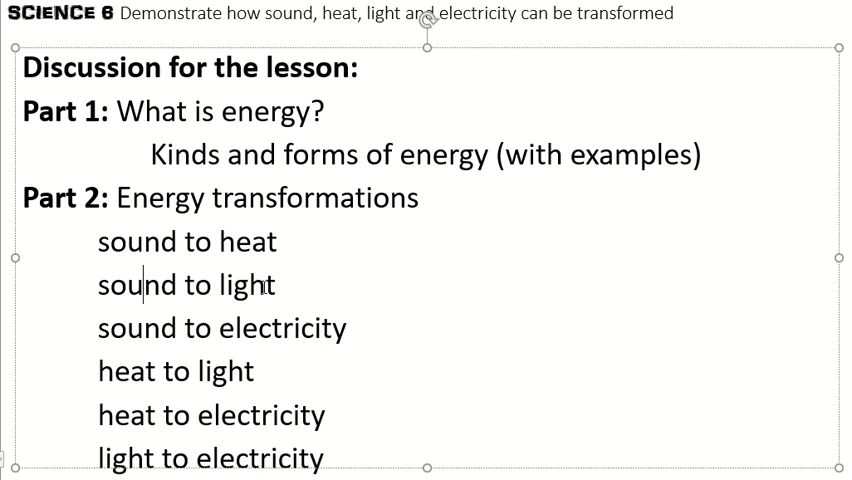 SCIENCE 6 Demonstrate how sound, heat, light and electricity can be transformed
Discussion for the lesson:
Part 1: What is energy?
Kinds and forms of energy (with examples)
Part 2: Energy transformations
sound to heat
sound to light
sound to electricity
heat to light
heat to electricity
light to electricity